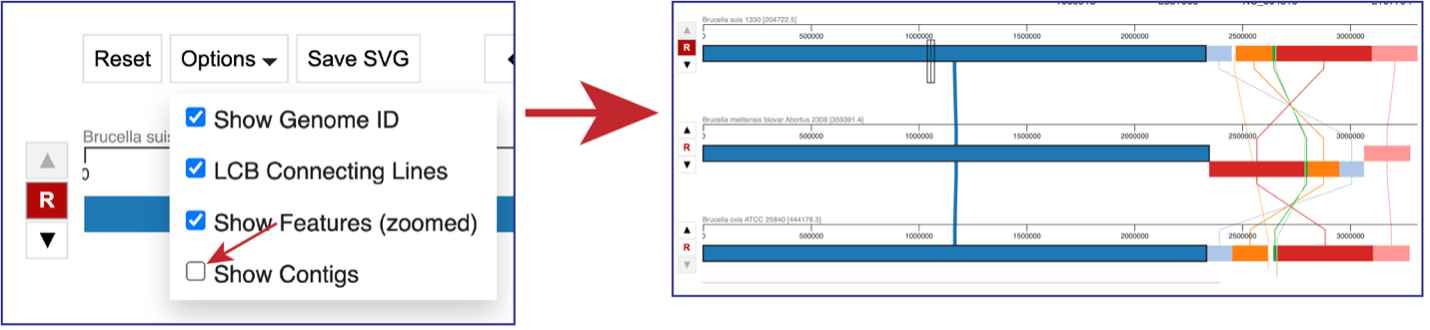 Reset
Options
Save SVG
Show Genome ID
LCB Connecting Lines
Show Features (zoomed)
Show Contigs
Brucella suis
0
R
Brucella suis 1330 [204722.5]
0 500000 1000000 1500000 2000000 2500000 3000000
R
Brucella melitensis biovar Abortus 2308 [359391.4]
0 500000 1000000 1500000 2000000 2500000 3000000
R
Brucella ovis ATCC 25840 [444178.3]
0 500000 1000000 1500000 2000000 2500000 3000000
R